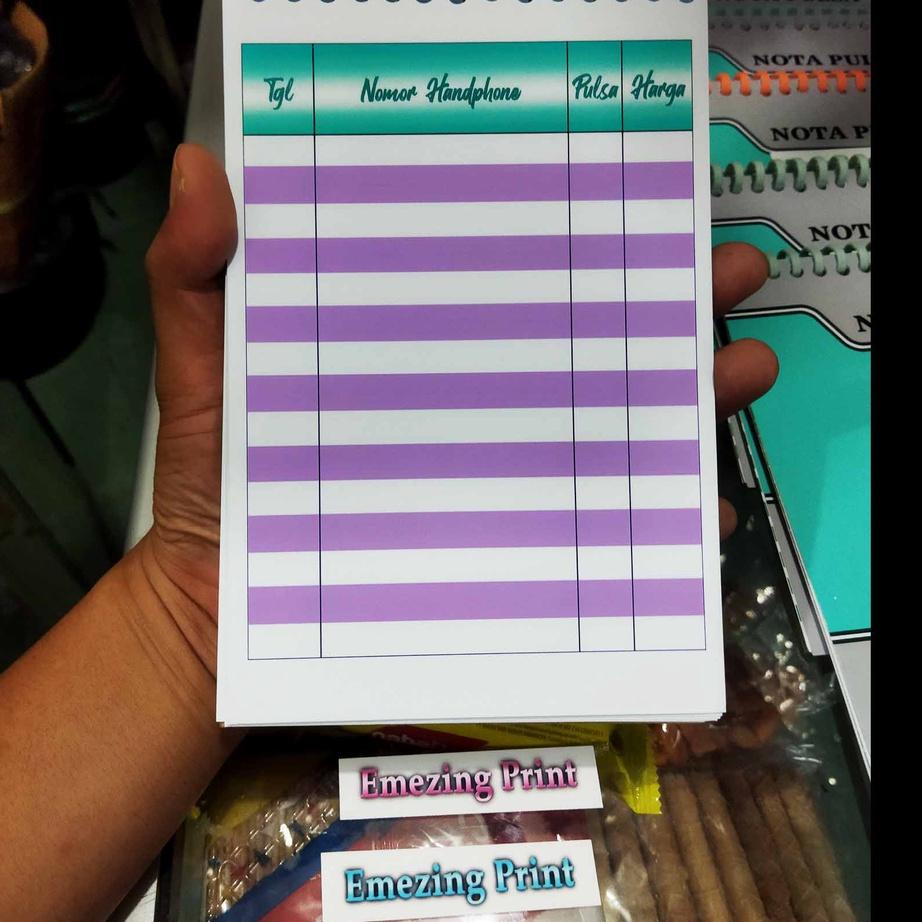 Tgl Nomor Handphone Pulsa Harga
NOTA PUL
NOTA P
NOT
N
Emezing Print
Emezing Print